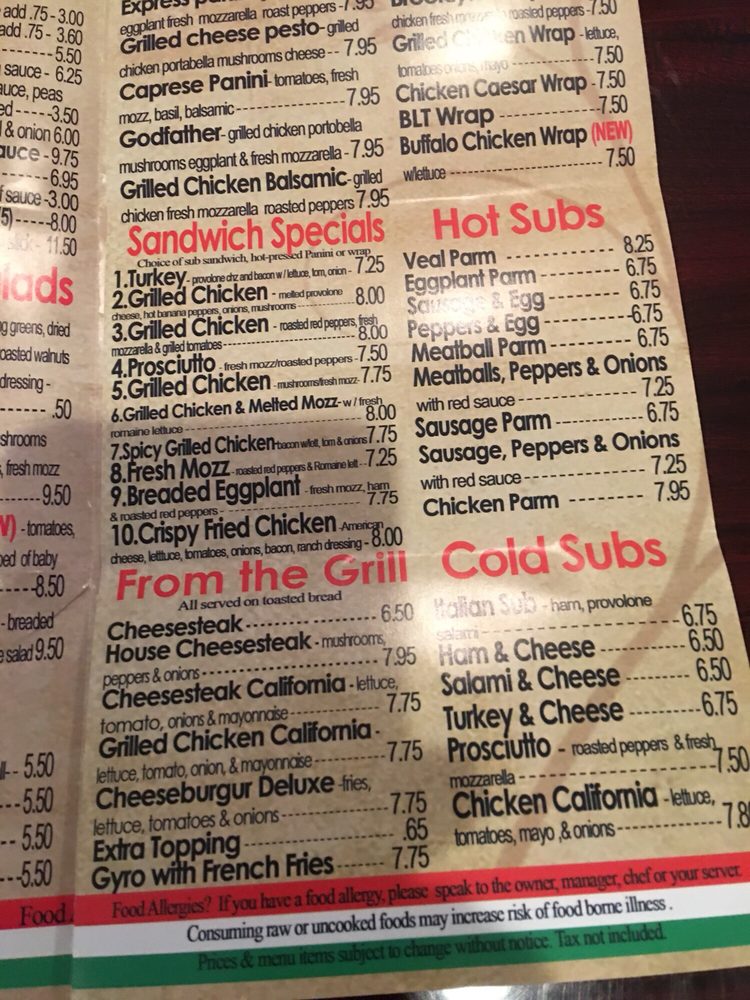 add .75 - 3.00
add .75 - 3.60
5.50
sauce - 6.25
sauce, peas
3.50
& onion 6.00
9.75
6.95
sauce - 3.00
8.00
11.50
greens, dried
roasted walnuts
dressing -
.50
fresh mozz
9.50
- tomatoes,
of baby
8.50
- breaded
salad 9.50
5.50
5.50
5.50
5.50
Food
eggplant fresh mozzarella roast peppers - 7.95
Grilled cheese pesto - grilled
chicken portabella mushrooms cheese -- 7.95
Caprese Panini - tomatoes, fresh
mozz, basil, balsamic ---------------- 7.95
Godfather - grilled chicken portobella
mushrooms eggplant & fresh mozzarella - 7.95
Grilled Chicken Balsamic - grilled
chicken fresh mozzarella roasted peppers 7.95
Sandwich Specials
Choice of sub sandwich, hot-pressed Panini or wrap
1.Turkey - provolone chz and bacon w/ lettuce, tom, onion - 7.25
2.Grilled Chicken - melted provolone
cheese, hot banana peppers, onions, mushrooms ---------- 8.00
3.Grilled Chicken - roasted red peppers, fresh
mozzarella & grilled tomatoes ---------------- 8.00
4.Prosciutto - fresh mozz/roasted peppers - 7.50
5.Grilled Chicken - mushrooms/fresh mozz - 7.75
6.Grilled Chicken & Melted Mozz - w / fresh
romaine lettuce ---------------- 8.00
7.Spicy Grilled Chicken - bacon w/lett, tom & onions 7.75
8.Fresh Mozz - roasted red peppers & Romaine lett - - 7.25
9.Breaded Eggplant - fresh mozz, ham
& roasted red peppers - ---------------- 7.75
10.Crispy Fried Chicken - American
cheese, letttuce, tomatoes, onions, bacon, ranch dressing - 8.00
From the Grill
All served on toasted bread
Cheesesteak ---------------- 6.50
House Cheesesteak - mushrooms,
peppers & onions ---------------- 7.95
Cheesesteak California - lettuce,
tomato, onions & mayonnaise ------------ 7.75
Grilled Chicken California -
lettuce, tomato, onion, & mayonnaise ---------- 7.75
Cheeseburgur Deluxe - fries,
lettuce, tomatoes & onions -------------- 7.75
Extra Topping ---------------- .65
Gyro with French Fries ------ 7.75
roasted peppers - 7.50
Grilled Chicken Wrap - lettuce,
tomatoes onions, mayo ------------ 7.50
Chicken Caesar Wrap - 7.50
BLT Wrap -------------- 7.50
Buffalo Chicken Wrap (NEW)
w/lettuce ---------------- 7.50
Hot Subs
Veal Parm ------------ 8.25
Eggplant Parm ---------- 6.75
Sausage & Egg ---------- 6.75
Peppers & Egg ---------- 6.75
Meatball Parm ---------- 6.75
Meatballs, Peppers & Onions
with red sauce -------------- 7.25
Sausage Parm ---------- 6.75
Sausage, Peppers & Onions
with red sauce -------------- 7.25
Chicken Parm -------- 7.95
Cold Subs
Italian Sub - ham, provolone
salami ---------------- 6.75
Ham & Cheese ---------- 6.50
Salami & Cheese -------- 6.50
Turkey & Cheese -------- 6.75
Prosciutto - roasted peppers & fresh
mozzarella ---------------- 7.50
Chicken California - lettuce,
tomatoes, mayo ,& onions ------------ 7.8
Food Allergies? If you have a food allergy, please speak to the owner, manager, chef or your server.
Consuming raw or uncooked foods may increase risk of food borne illness .
Prices & menu items subject to change without notice. Tax not included.